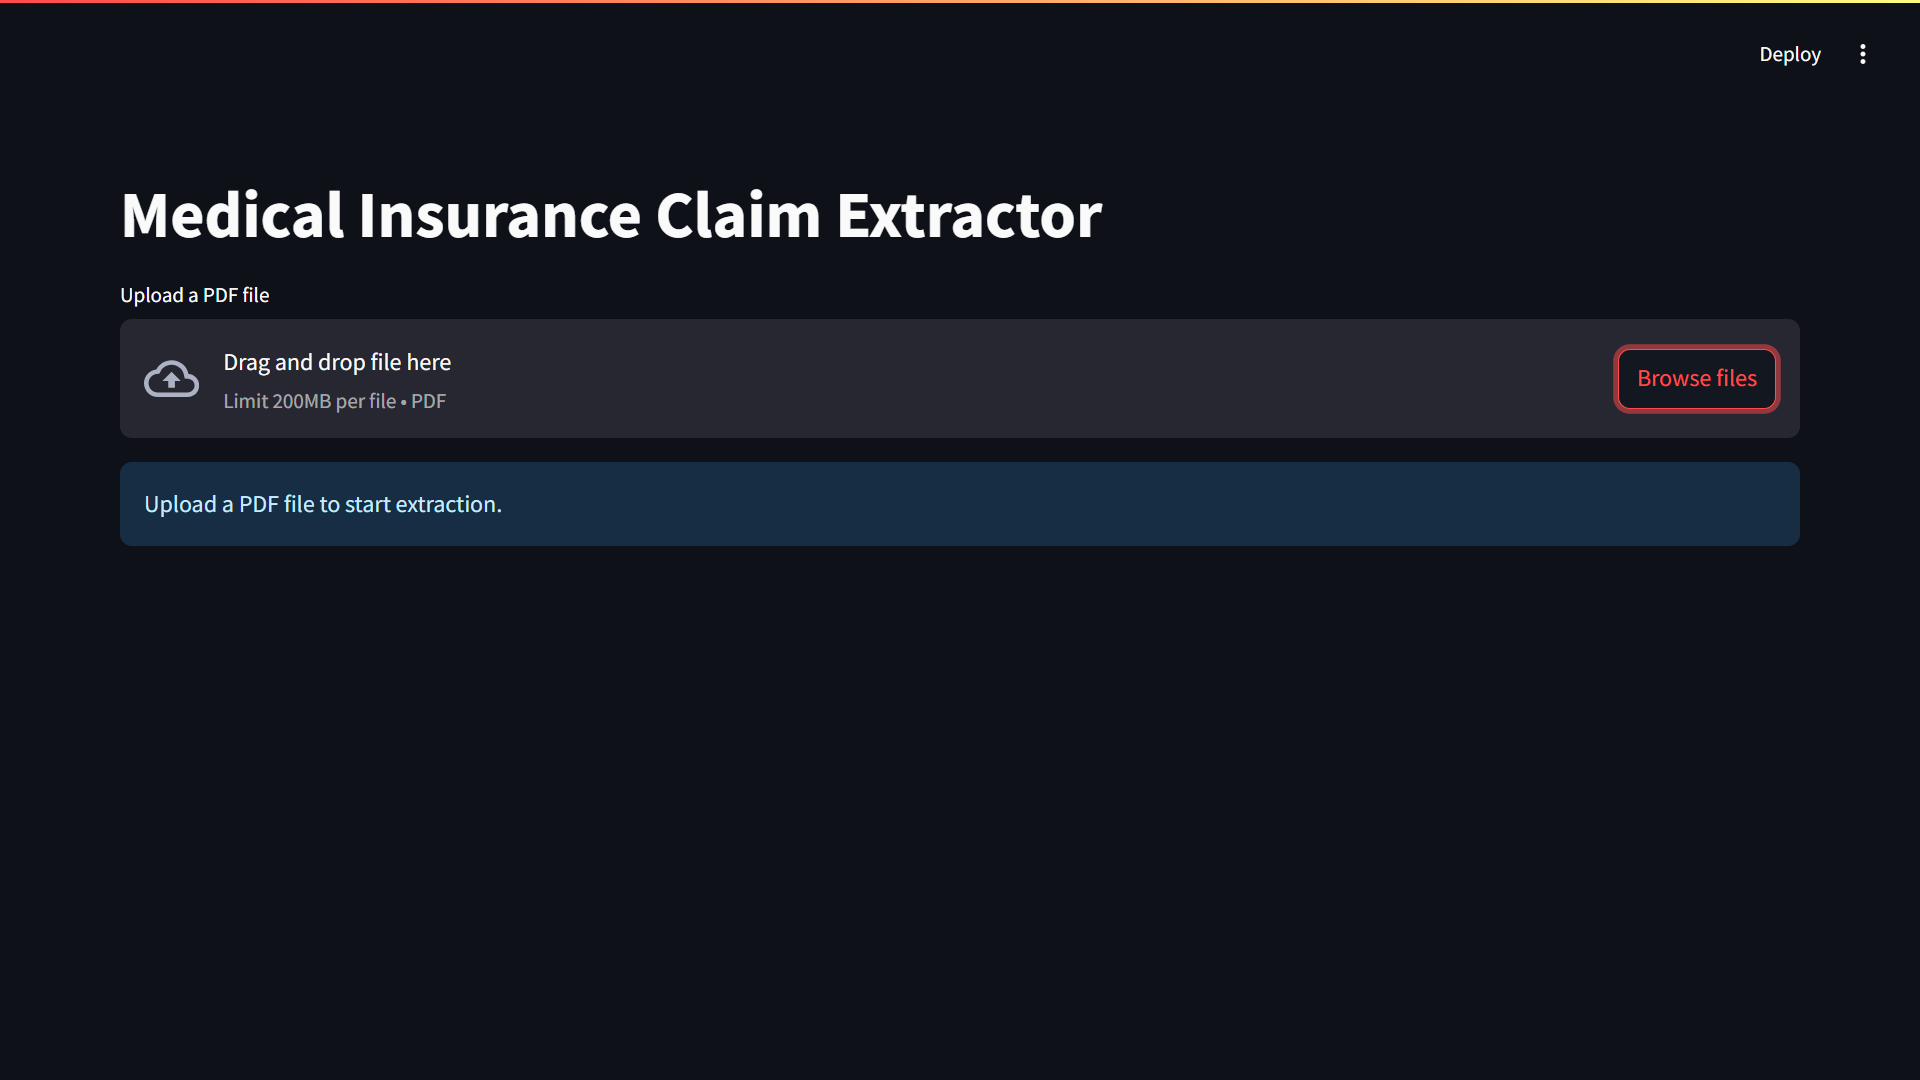 Deploy
Medical Insurance Claim Extractor
Upload a PDF file
Drag and drop file here
Limit 200MB per file • PDF
Browse files
Upload a PDF file to start extraction.